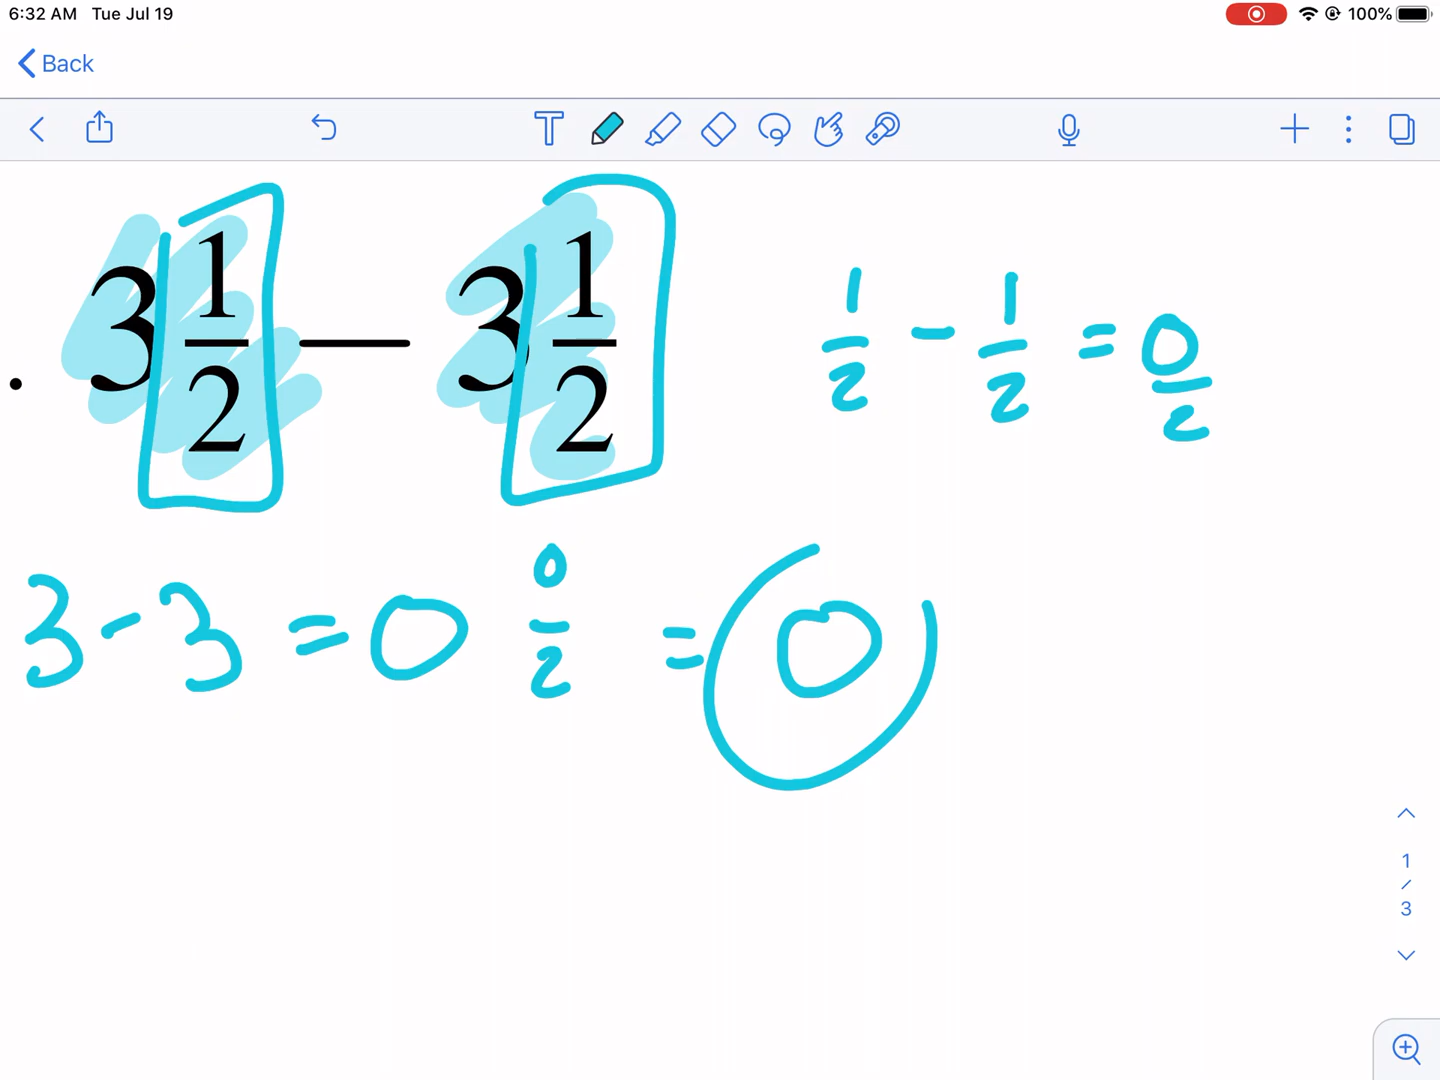 6:32 AM Tue Jul 19
100%
Back
T
. 3 1/2 — 3 1/2
1/2 - 1/2 = 0/2
3 - 3 = 0 0/2 = 0
1
/
3